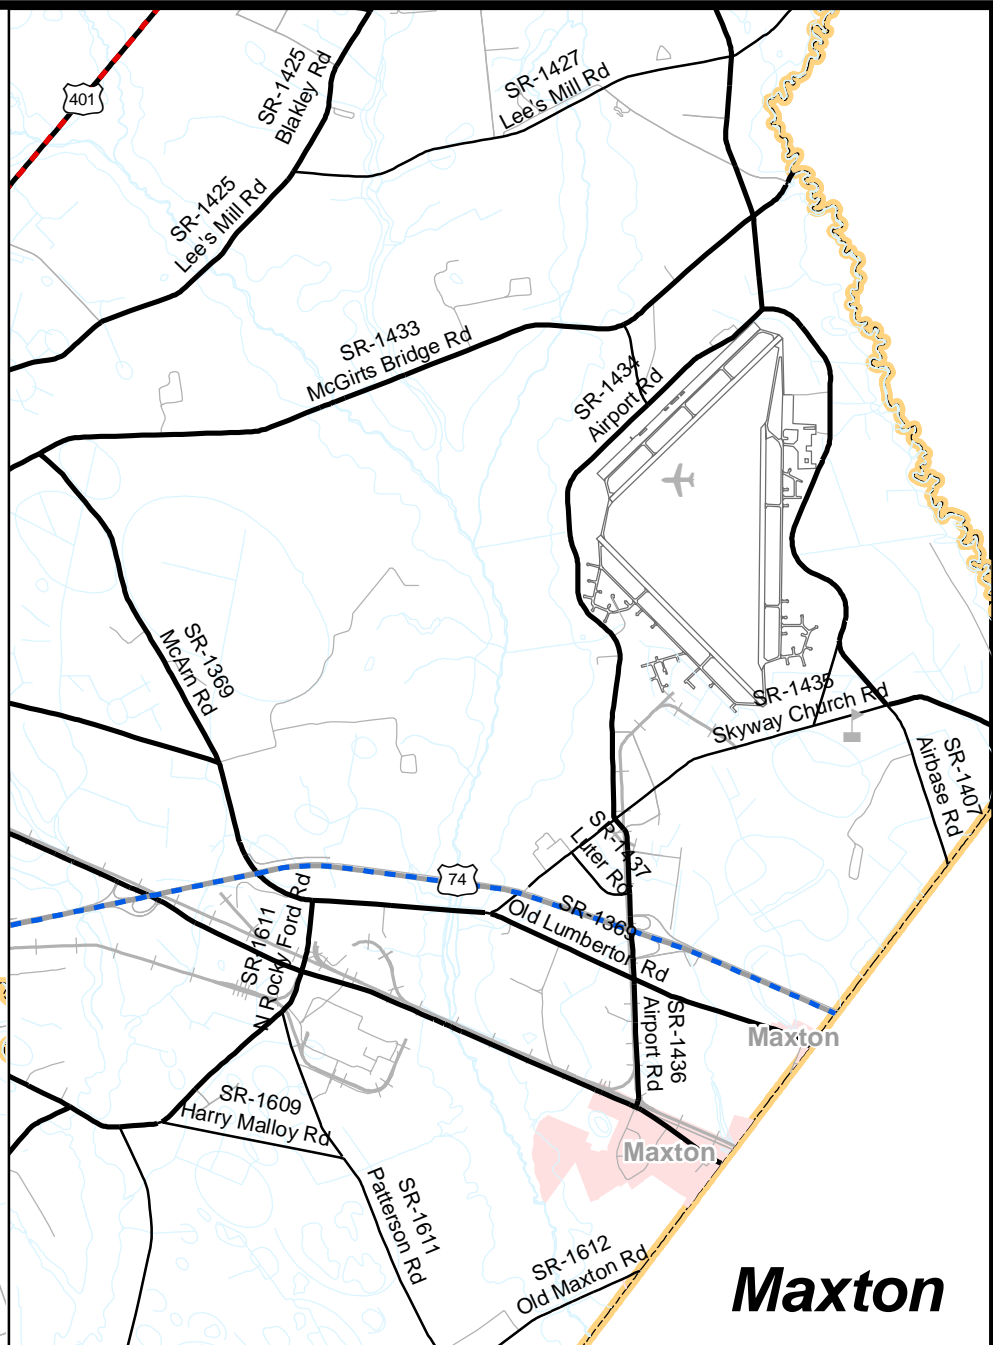 401
SR-1425
Blakley Rd
SR-1427
Lee's Mill Rd
SR-1425
Lee's Mill Rd
SR-1433
McGirts Bridge Rd
SR-1434
Airport Rd
SR-1369
McArn Rd
SR-1435
Skyway Church Rd
SR-1407
Airbase Rd
SR-1437
Luter Rd
74
SR-1369
Old Lumberton Rd
SR-1611
N Rocky Ford Rd
SR-1436
Airport Rd
Maxton
SR-1609
Harry Malloy Rd
Maxton
SR-1611
Patterson Rd
SR-1612
Old Maxton Rd
Maxton